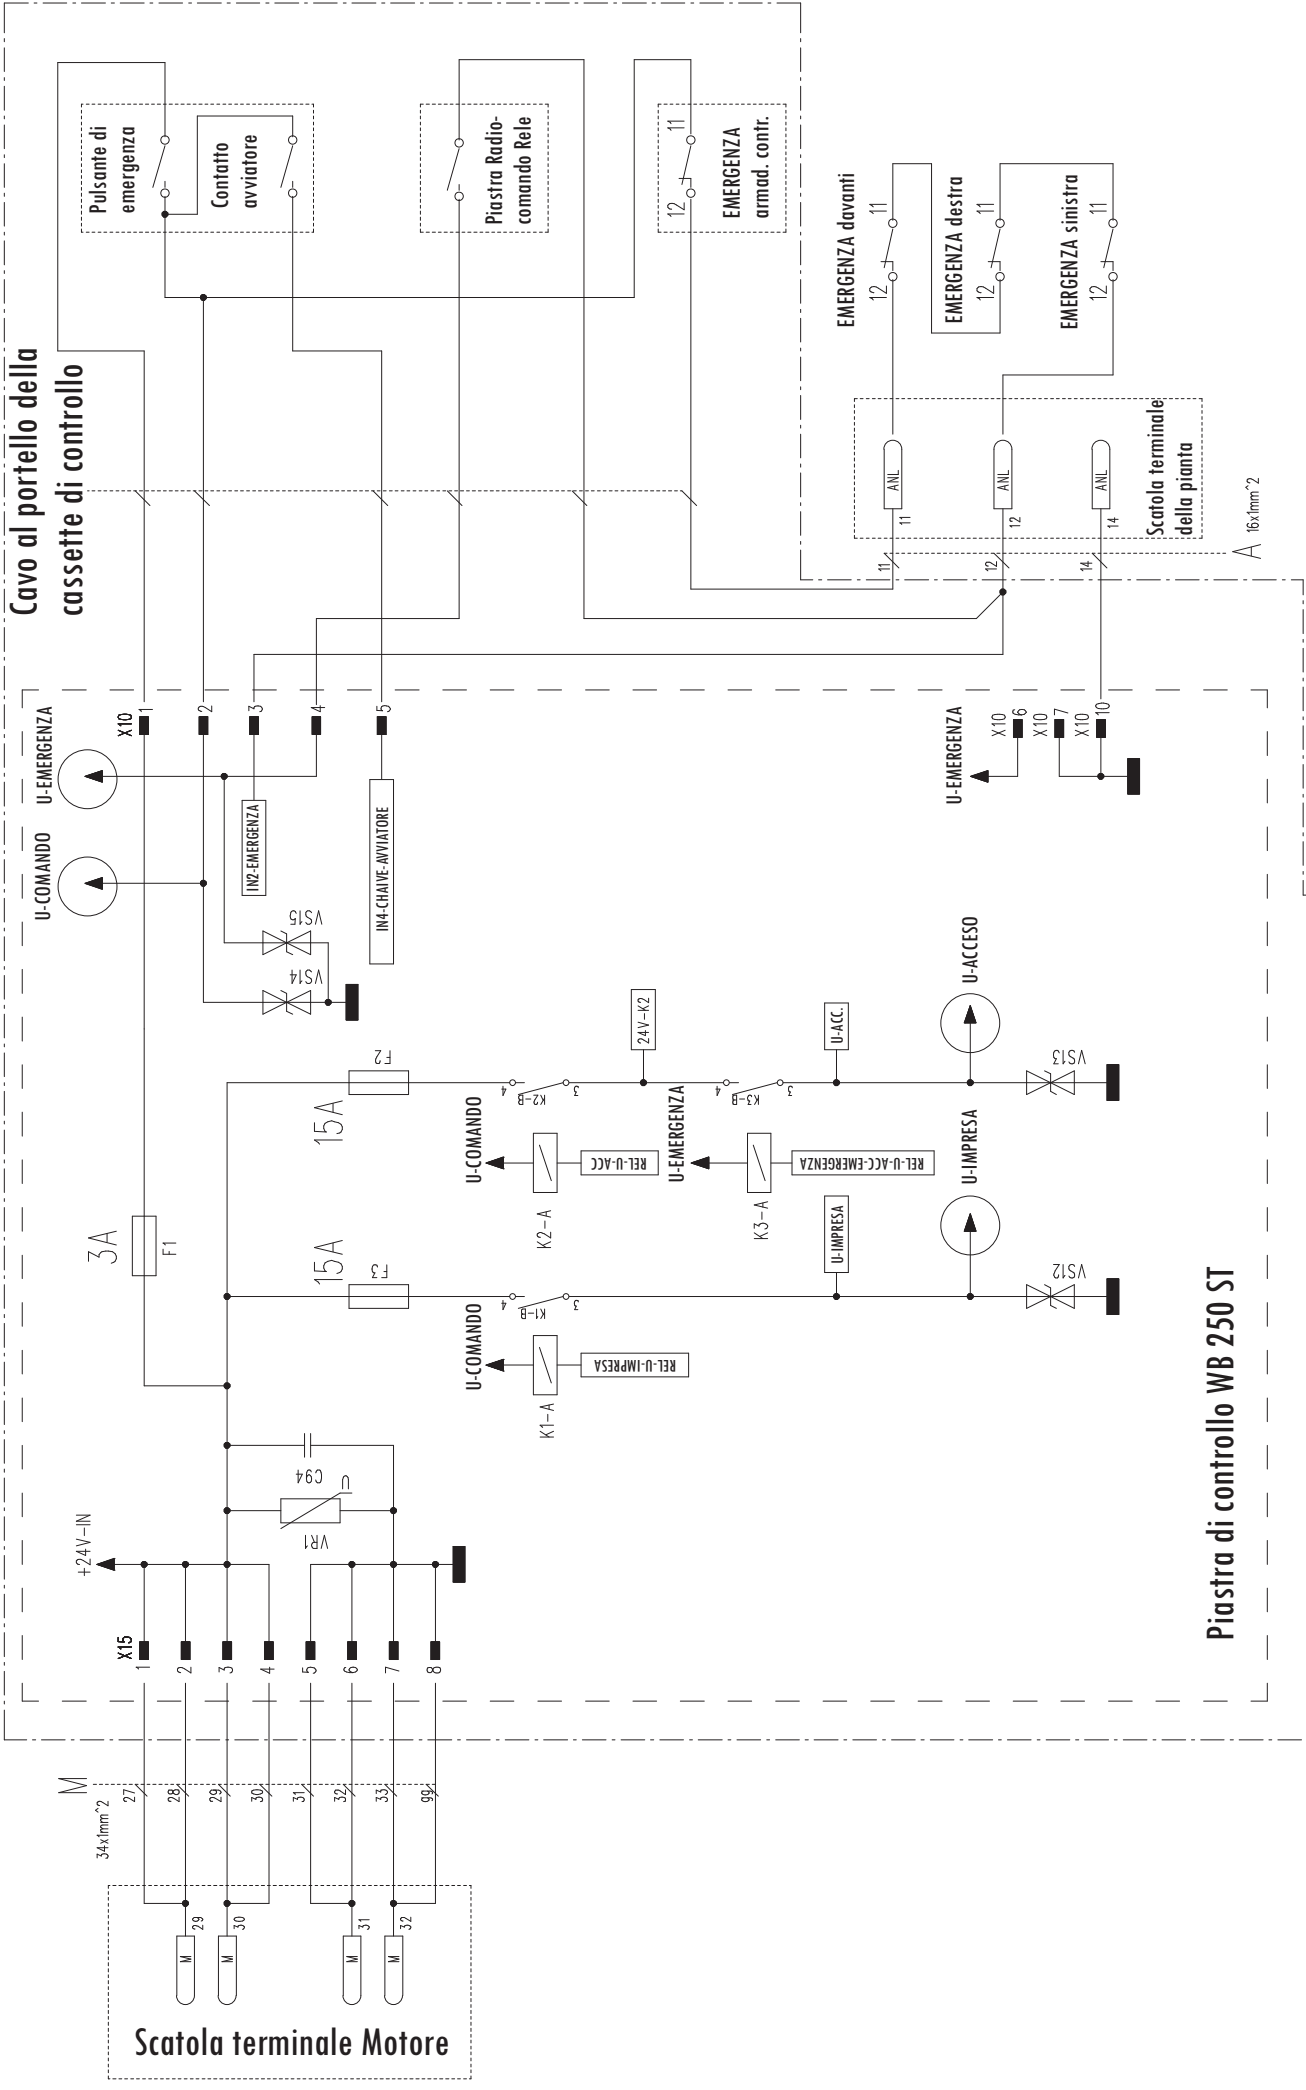 Cavo al portello della
cassette di controllo
Pulsante di
emergenza
Contatto
avviatore
Piastra Radio-
comando Rele
11
12
EMERGENZA
armad. contr.
EMERGENZA davanti
11
12
EMERGENZA destra
11
12
EMERGENZA sinistra
11
12
ANL
11
ANL
12
ANL
14
Scatola terminale
della pianta
11
12
14
A
16x1mm^2
U-EMERGENZA
U-COMANDO
X10
1
2
3
4
5
IN2-EMERGENZA
IN4-CHAIVE-AVVIATORE
VS15
VS14
U-EMERGENZA
X10
6
X10
7
X10
10
3A
F1
15A
F2
15A
F3
4
K2-B
3
24V-K2
4
K3-B
3
U-ACC.
U-ACCESO
VS13
U-COMANDO
K2-A
REL-U-ACC
U-EMERGENZA
K3-A
REL-U-ACC-EMERGENZA
4
K1-B
3
U-IMPRESA
U-IMPRESA
VS12
U-COMANDO
K1-A
REL-U-IMPRESA
C94
U
VR1
+24V-IN
X15
1
2
3
4
5
6
7
8
Piastra di controllo WB 250 ST
M
34x1mm^2
27
28
29
30
31
32
33
99
M
29
M
30
M
31
M
32
Scatola terminale Motore